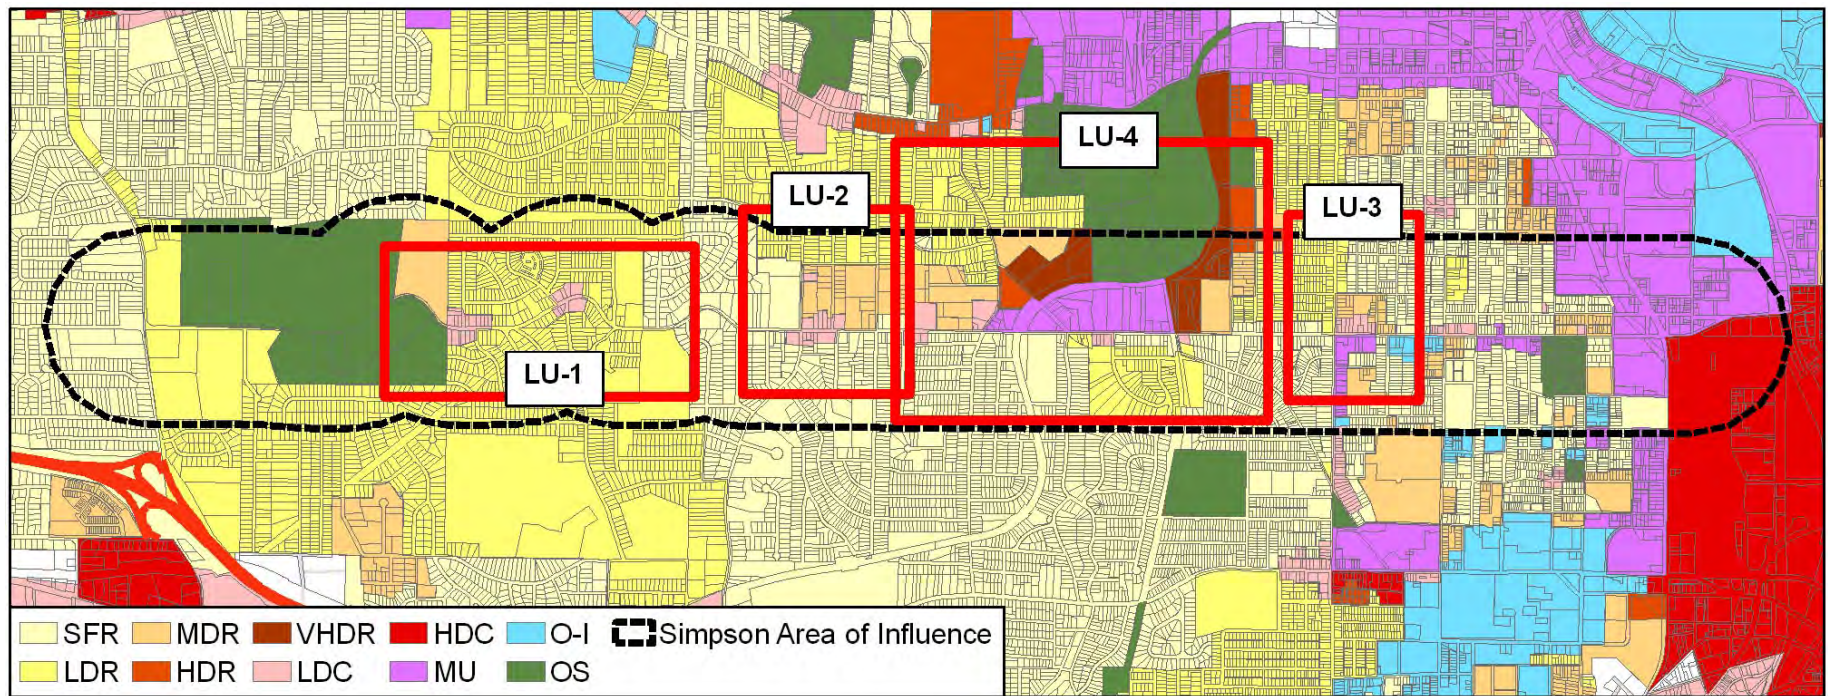 LU-4
LU-2
LU-3
LU-1
SFR MDR VHDR HDC O-I Simpson Area of Influence
LDR HDR LDC MU OS